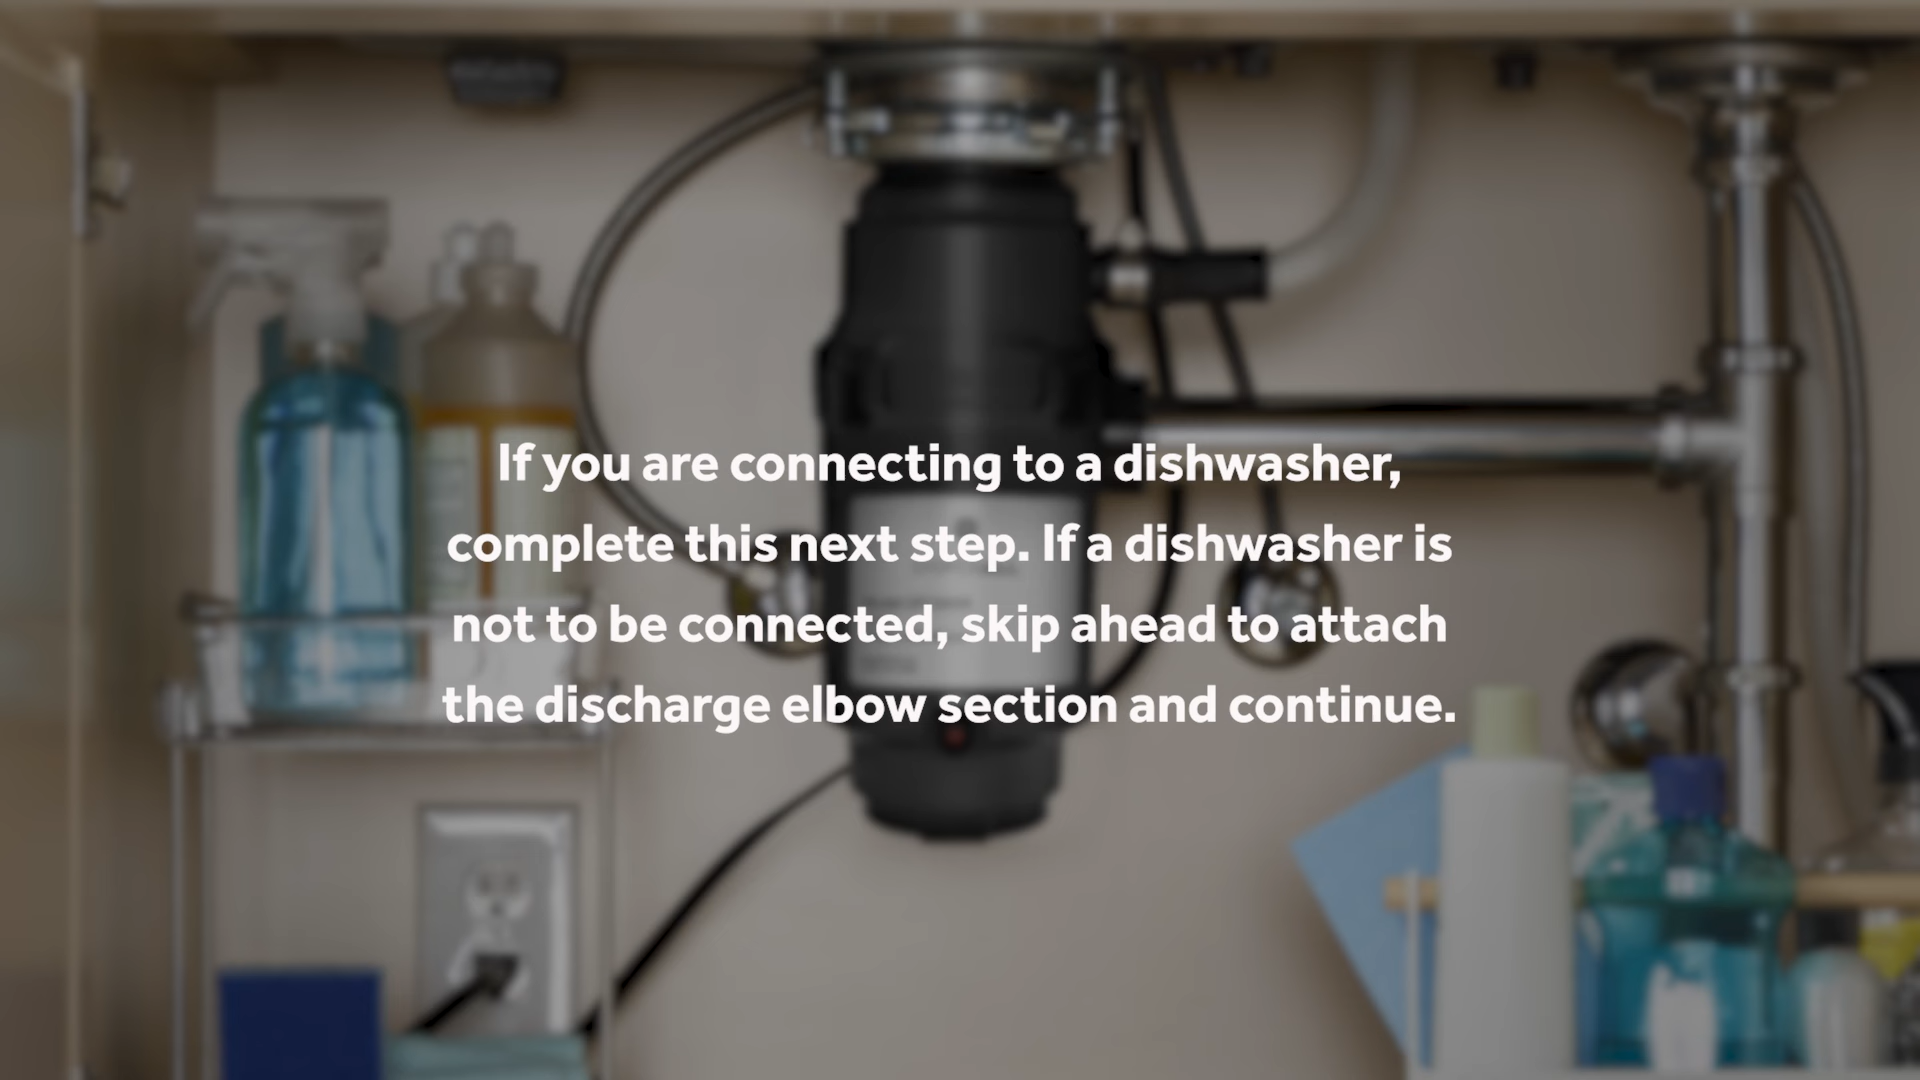 If you are connecting to a dishwasher,
complete this next step. If a dishwasher is
not to be connected, skip ahead to attach
the discharge elbow section and continue.